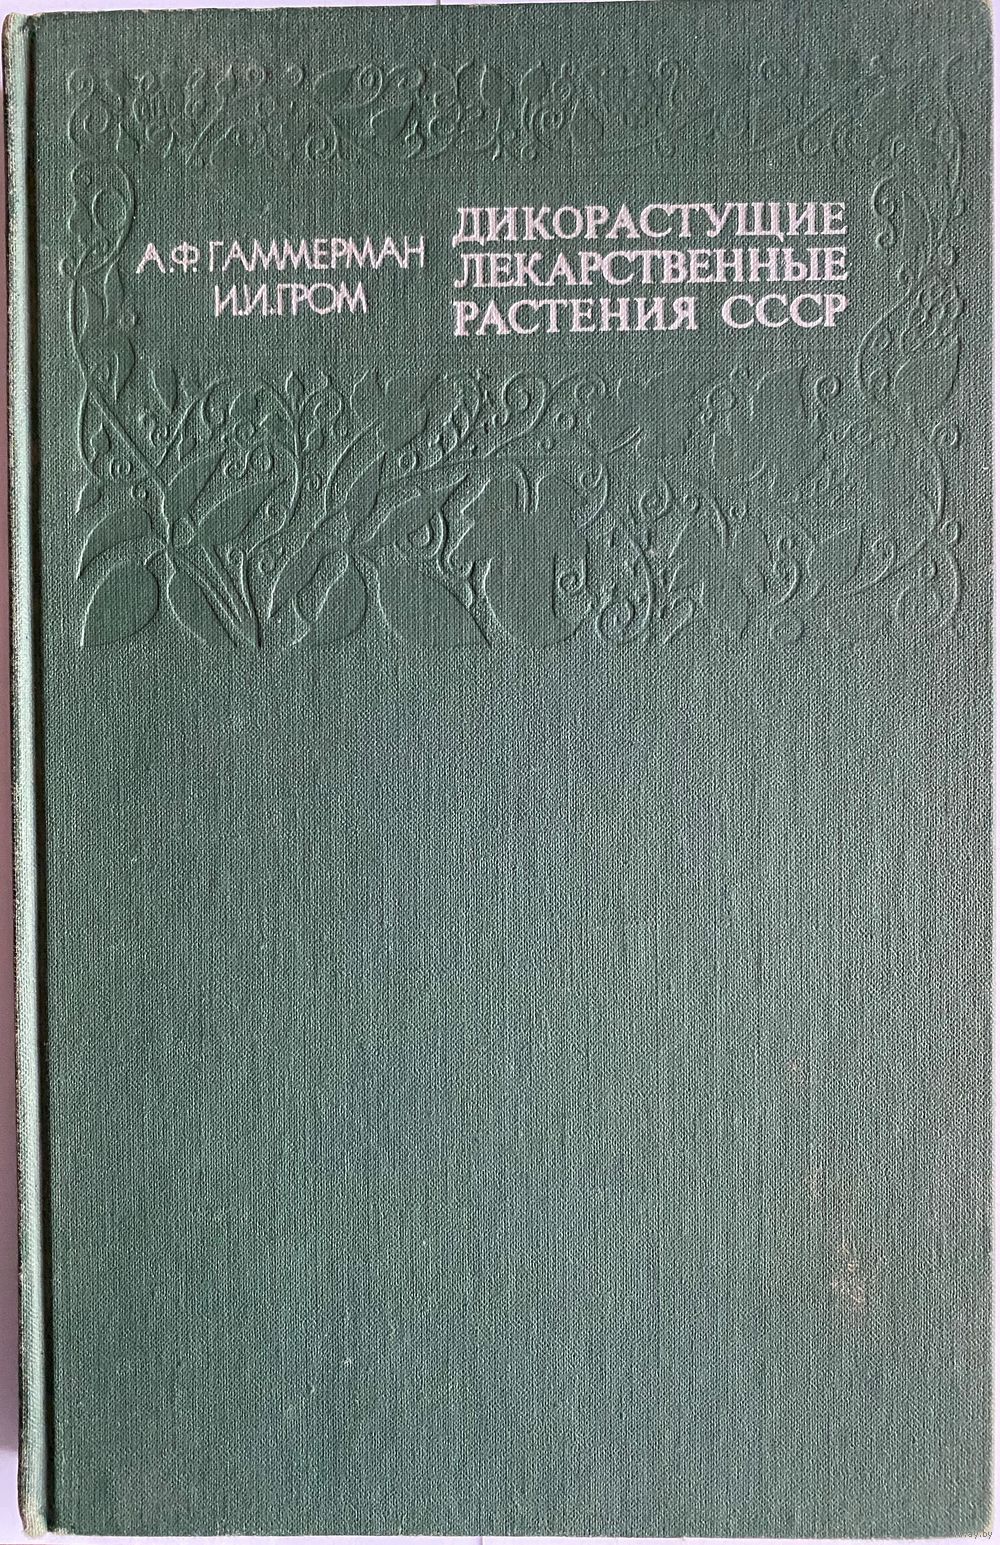 А.Ф. ГАММЕРМАН
И.И. ГРОМ
ДИКОРАСТУЩИЕ
ЛЕКАРСТВЕННЫЕ
РАСТЕНИЯ СССР